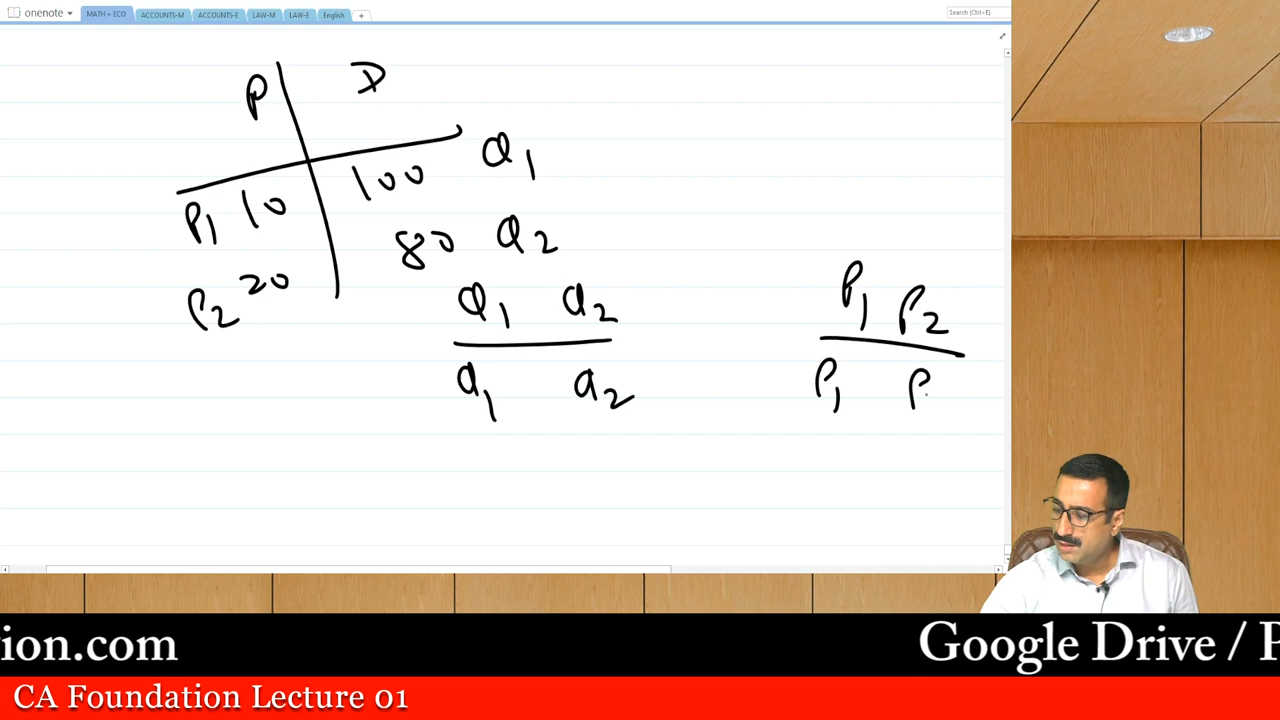 onenote MATH + ECO ACCOUNTS-M ACCOUNTS-E LAW-M LAW-E English +
Search (Ctrl+E)
P D
P1 10 100 Q1
P2 20 80 Q2
Q1 Q2
Q1 Q2
P1 P2
P1 P
ion.com Google Drive / P
CA Foundation Lecture 01